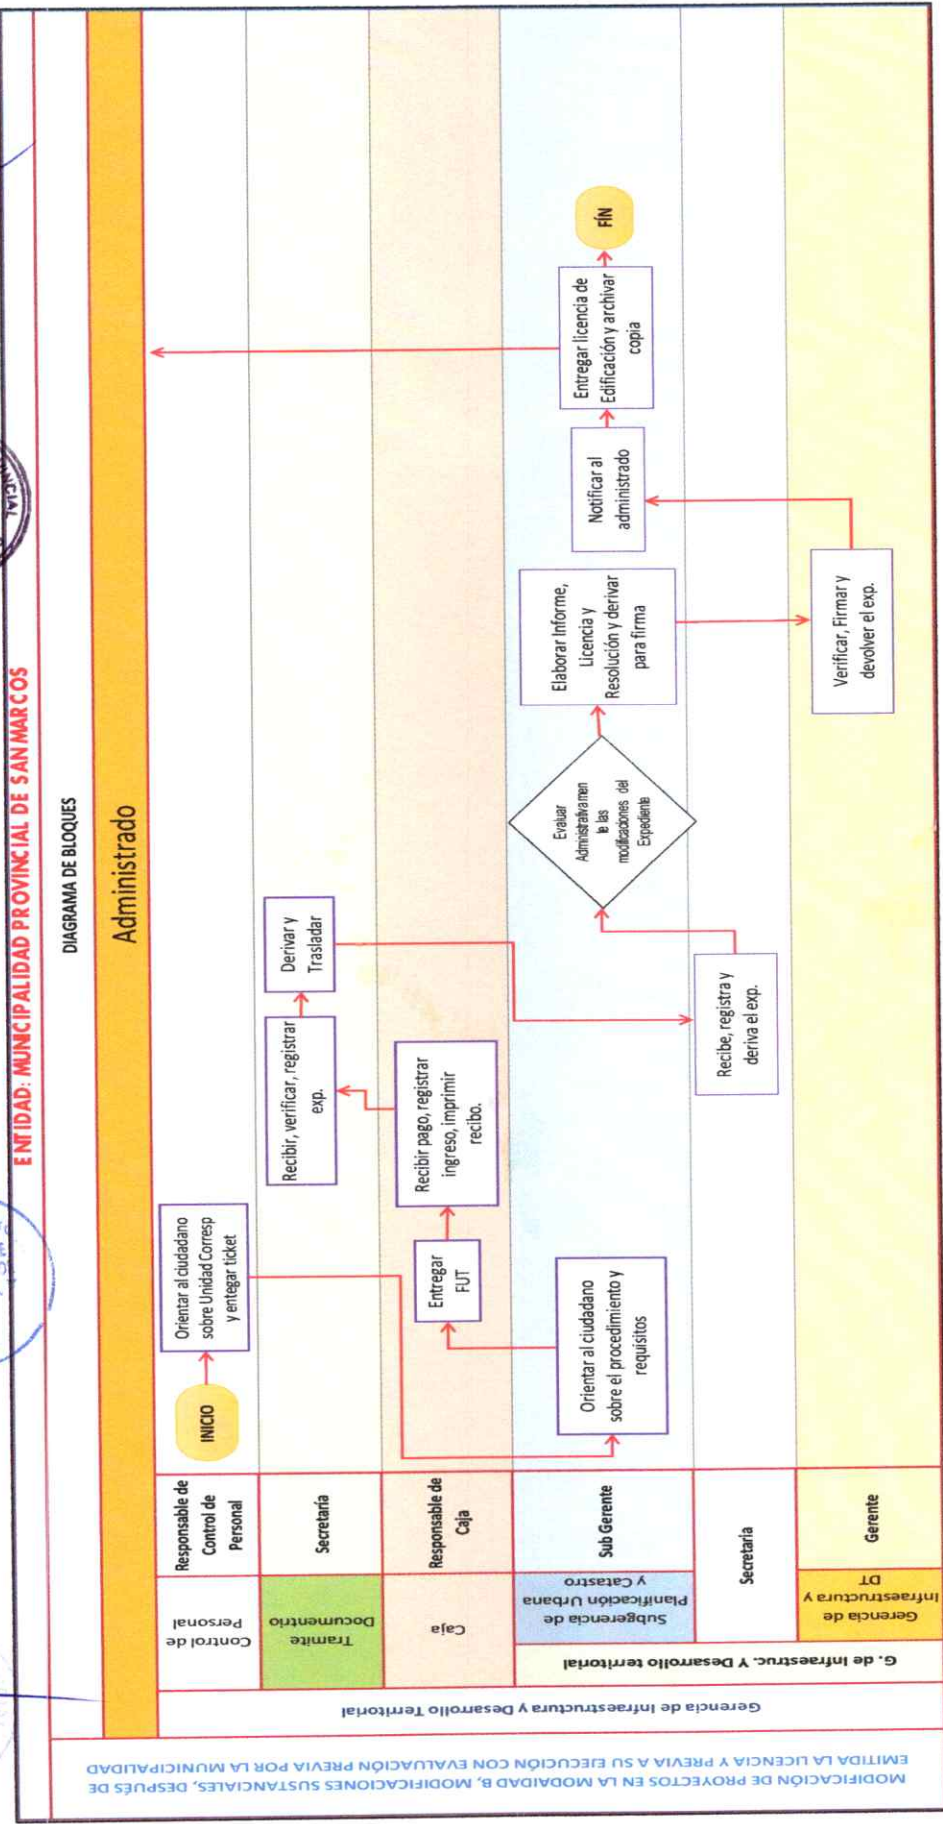 ENTIDAD: MUNICIPALIDAD PROVINCIAL DE SAN MARCOS
DIAGRAMA DE BLOQUES
Administrado
MODIFICACIÓN DE PROYECTOS EN LA MODAIDAD B, MODIFICACIONES SUSTANCIALES, DESPUÉS DE
EMITIDA LA LICENCIA Y PREVIA A SU EJECUCIÓN CON EVALUACIÓN PREVIA POR LA MUNICIPALIDAD
Gerencia de Infraestructura y Desarrollo Territorial
Control de
Personal
Responsable de
Control de
Personal
INICIO
Orientar al ciudadano
sobre Unidad Corresp
y entegar ticket
Tramite
Documentrio
Secretaría
Recibir, verificar, registrar
exp.
Derivar y
Trasladar
Caja
Responsable de
Caja
Entregar
FUT
Recibir pago, registrar
ingreso, imprimir
recibo.
G. de Infraestruc. Y Desarrollo territorial
Subgerencia de
Planificación Urbana
y Catastro
Sub Gerente
Orientar al ciudadano
sobre el procedimiento y
requisitos
Evaluar
Administrativamen
te las
modificaciones del
Expediente
Elaborar Informe,
Licencia y
Resolución y derivar
para firma
Notificar al
administrado
Entregar licencia de
Edificación y archivar
copia
FÍN
Secretaria
Recibe, registra y
deriva el exp.
Gerencia de
Infraestructura y
DT
Gerente
Verificar, Firmar y
devolver el exp.